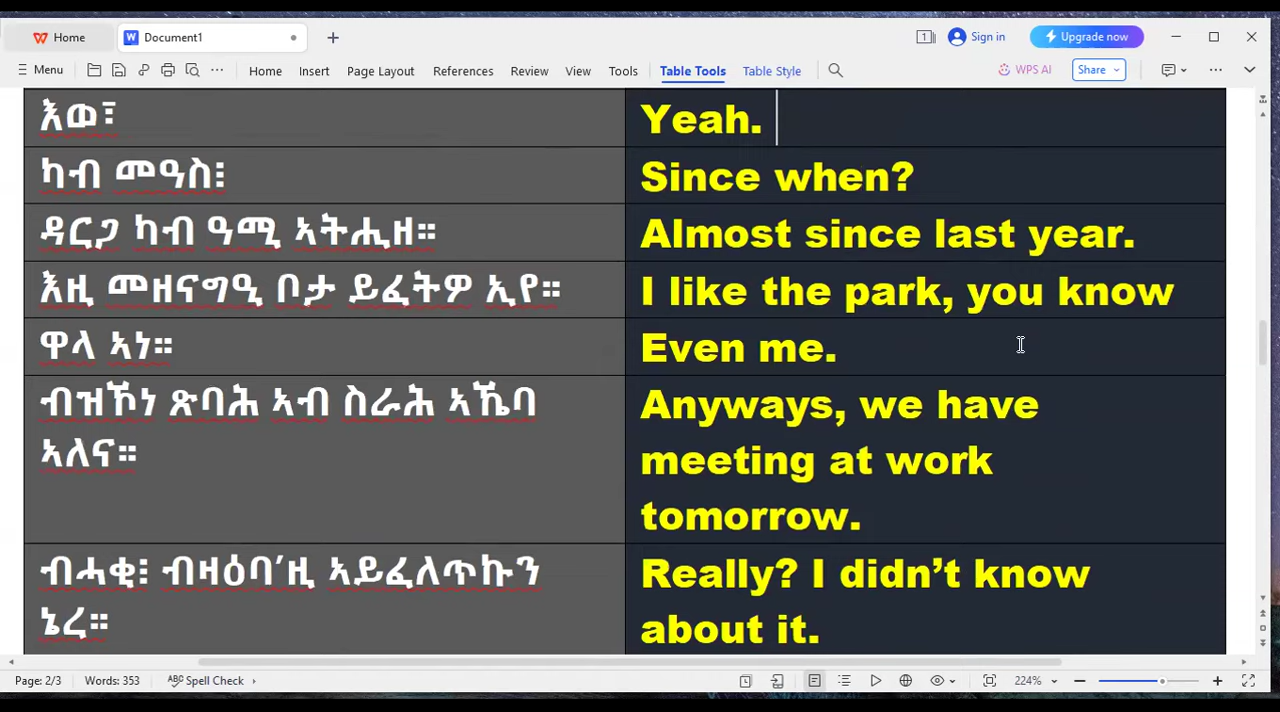 Home
Document1
1
Sign in
Upgrade now
Menu
Home Insert Page Layout References Review View Tools Table Tools Table Style
WPS AI
Share
እወ፣
Yeah.
ካብ መዓስ፧
Since when?
ዳርጋ ካብ ዓሚ ኣትሒዘ።
Almost since last year.
እዚ መዘናግዒ ቦታ ይፈትዎ ኢየ።
I like the park, you know
ዋላ ኣነ።
Even me.
ብዝኾነ ጽባሕ ኣብ ስራሕ ኣኼባ
ኣለና።
Anyways, we have
meeting at work
tomorrow.
ብሓቂ፧ ብዛዕባ’ዚ ኣይፈለጥኩን
ኔረ።
Really? I didn’t know
about it.
Page: 2/3 Words: 353 Spell Check
224%